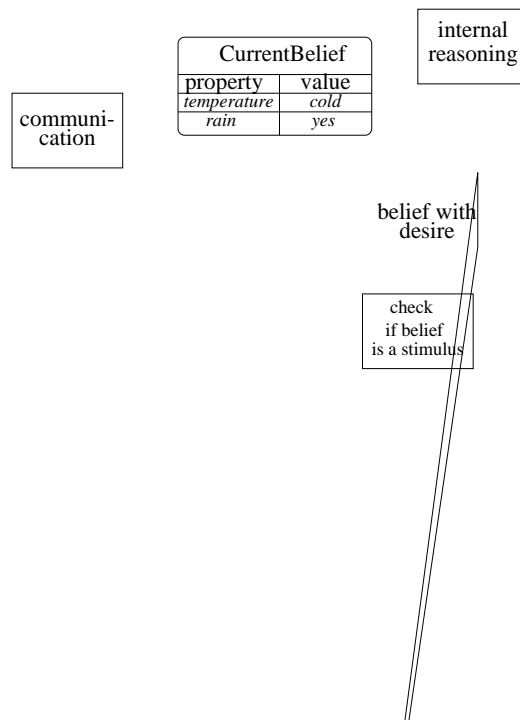 internal
reasoning
CurrentBelief
property value
temperature cold
rain yes
communi-
cation
belief with
desire
check
if belief
is a stimulus